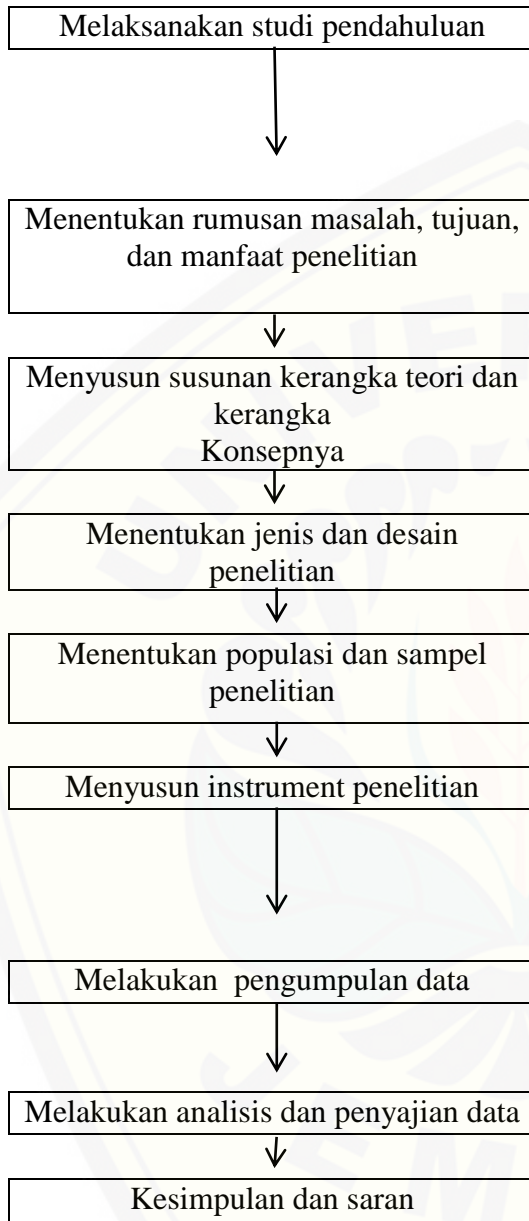 Melaksanakan studi pendahuluan
Menentukan rumusan masalah, tujuan,
dan manfaat penelitian
Menyusun susunan kerangka teori dan
kerangka
Konsepnya
Menentukan jenis dan desain
penelitian
Menentukan populasi dan sampel
penelitian
Menyusun instrument penelitian
Melakukan pengumpulan data
Melakukan analisis dan penyajian data
Kesimpulan dan saran